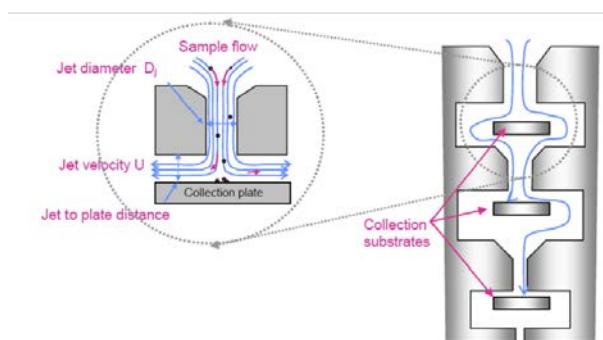 Sample flow
Jet diameter Dj
Jet velocity U
Collection plate
Jet to plate distance
Collection
substrates